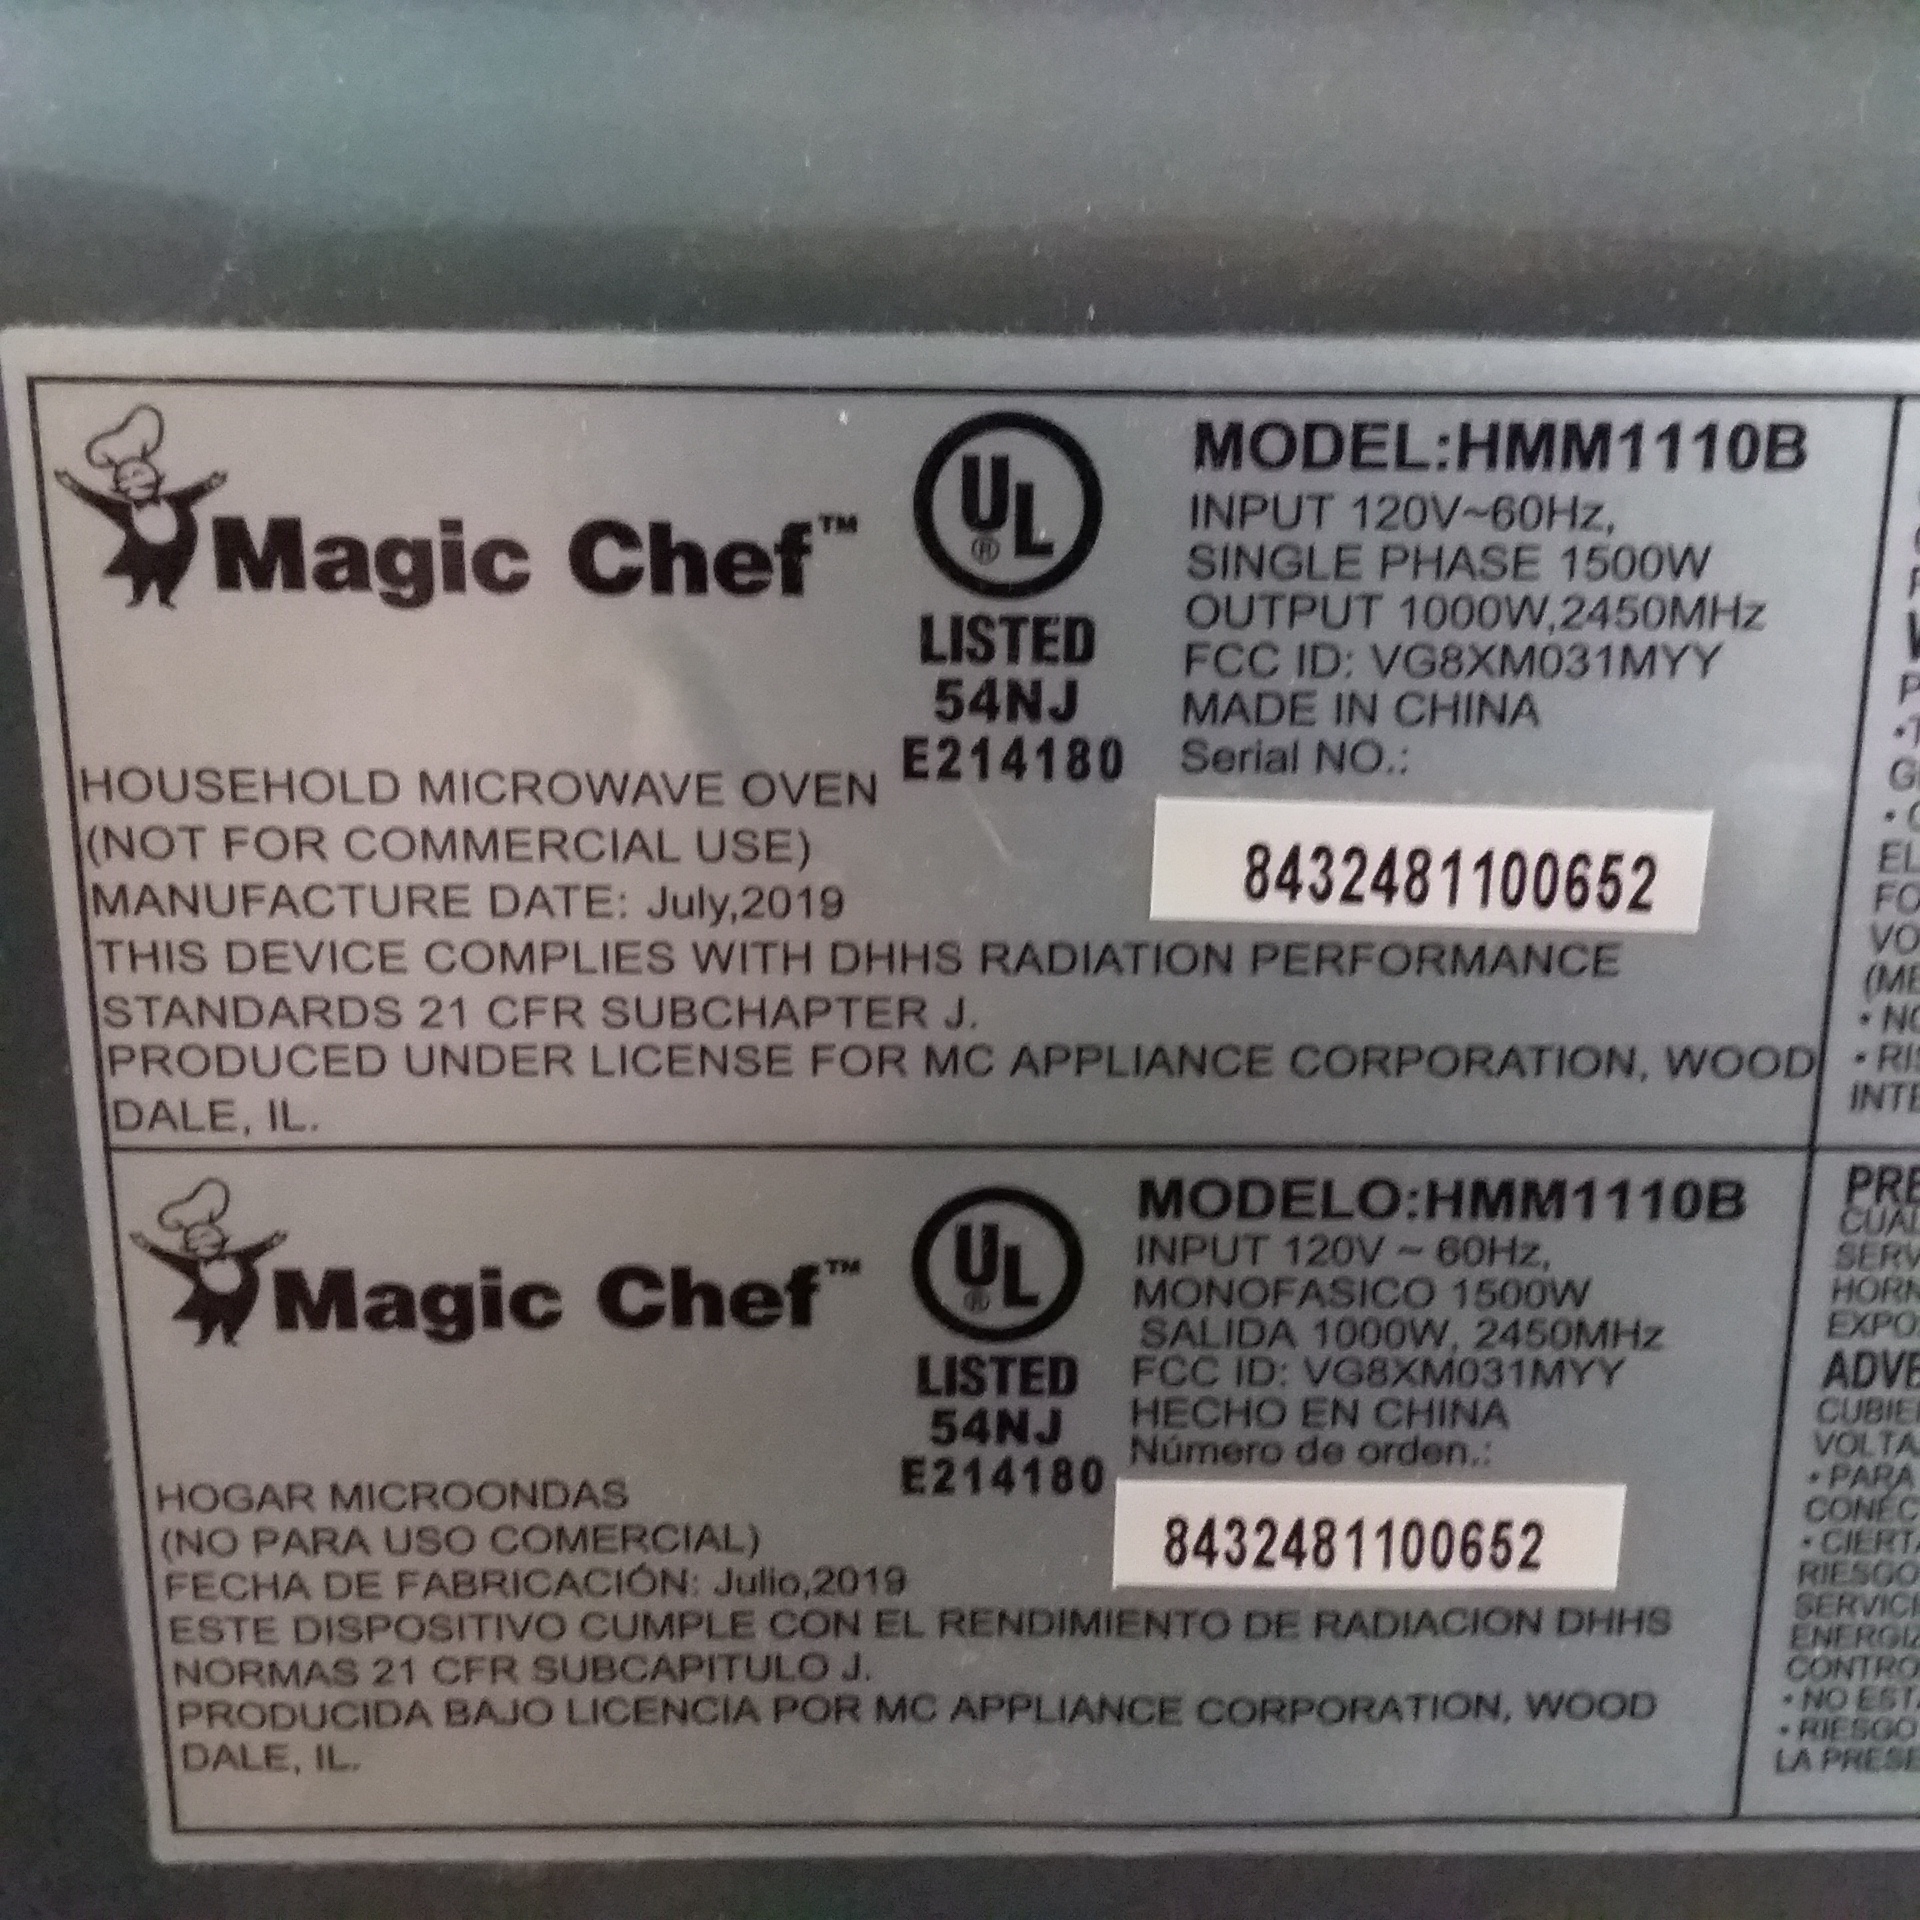 Magic Chef™
UL
®
LISTED
54NJ
E214180
MODEL:HMM1110B
INPUT 120V~60Hz,
SINGLE PHASE 1500W
OUTPUT 1000W,2450MHz
FCC ID: VG8XM031MYY
MADE IN CHINA
Serial NO.:
8432481100652
HOUSEHOLD MICROWAVE OVEN
(NOT FOR COMMERCIAL USE)
MANUFACTURE DATE: July,2019
THIS DEVICE COMPLIES WITH DHHS RADIATION PERFORMANCE
STANDARDS 21 CFR SUBCHAPTER J.
PRODUCED UNDER LICENSE FOR MC APPLIANCE CORPORATION, WOOD
DALE, IL.
Magic Chef™
UL
®
LISTED
54NJ
E214180
MODELO:HMM1110B
INPUT 120V ~ 60Hz,
MONOFASICO 1500W
SALIDA 1000W, 2450MHz
FCC ID: VG8XM031MYY
HECHO EN CHINA
Número de orden.:
8432481100652
HOGAR MICROONDAS
(NO PARA USO COMERCIAL)
FECHA DE FABRICACIÓN: Julio,2019
ESTE DISPOSITIVO CUMPLE CON EL RENDIMIENTO DE RADIACION DHHS
NORMAS 21 CFR SUBCAPITULO J.
PRODUCIDA BAJO LICENCIA POR MC APPLIANCE CORPORATION, WOOD
DALE, IL.
• PARA
• NO
LA